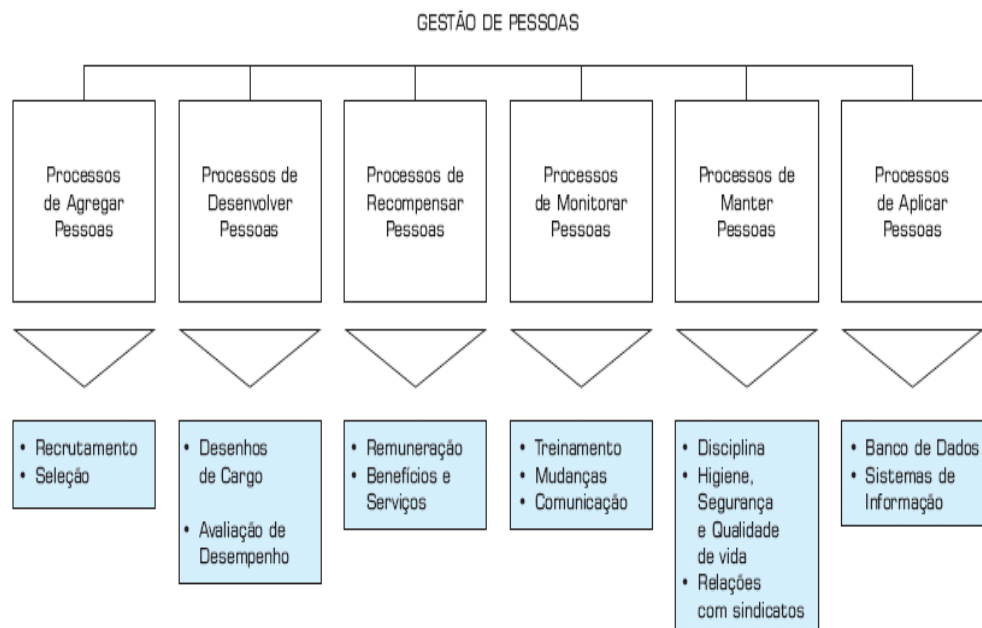 GESTÃO DE PESSOAS
Processos
de Agregar
Pessoas
Processos de
Desenvolver
Pessoas
Processos de
Recompensar
Pessoas
Processos
de Monitorar
Pessoas
Processos de
Manter
Pessoas
Processos
de Aplicar
Pessoas
• Recrutamento
• Seleção
• Desenhos
de Cargo
• Avaliação de
Desempenho
• Remuneração
• Benefícios e
Serviços
• Treinamento
• Mudanças
• Comunicação
• Disciplina
• Higiene,
Segurança
e Qualidade
de vida
• Relações
com sindicatos
• Banco de Dados
• Sistemas de
Informação